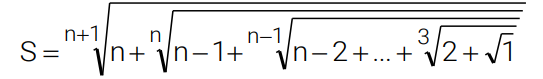 S = ⁿ⁺¹√(n + ⁿ√(n − 1 + ⁿ⁻¹√(n − 2 + ... + ³√(2 + √1))))